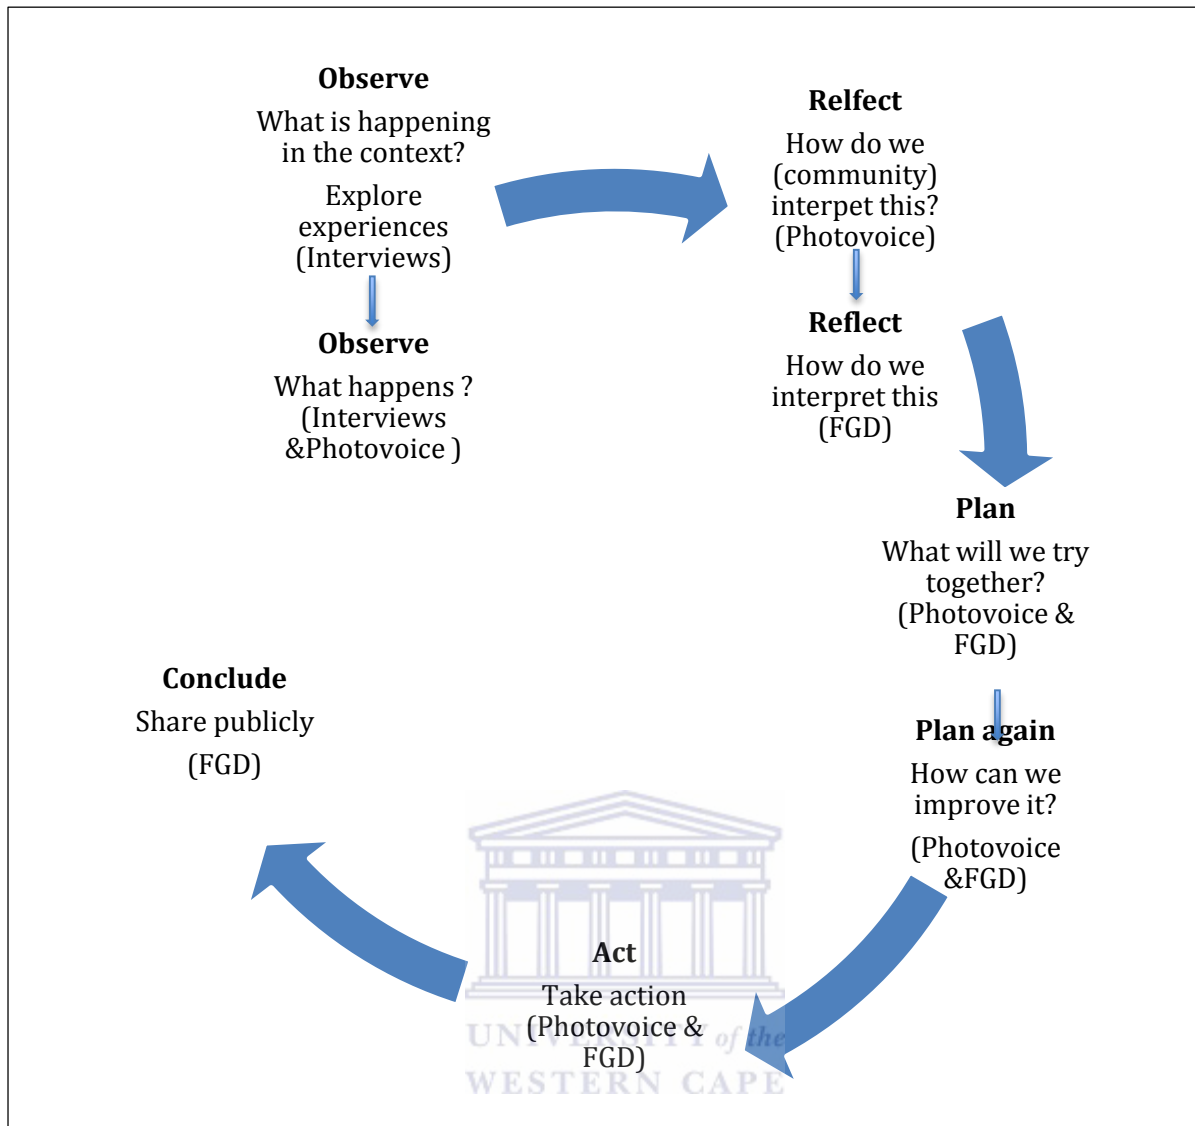 Observe
What is happening
in the context?
Explore
experiences
(Interviews)
Observe
What happens ?
(Interviews
&Photovoice )
Relfect
How do we
(community)
interpet this?
(Photovoice)
Reflect
How do we
interpret this
(FGD)
Plan
What will we try
together?
(Photovoice &
FGD)
Plan again
How can we
improve it?
(Photovoice
&FGD)
Act
Take action
(Photovoice &
FGD)
Conclude
Share publicly
(FGD)
UNIVERSITY of the
WESTERN CAPE